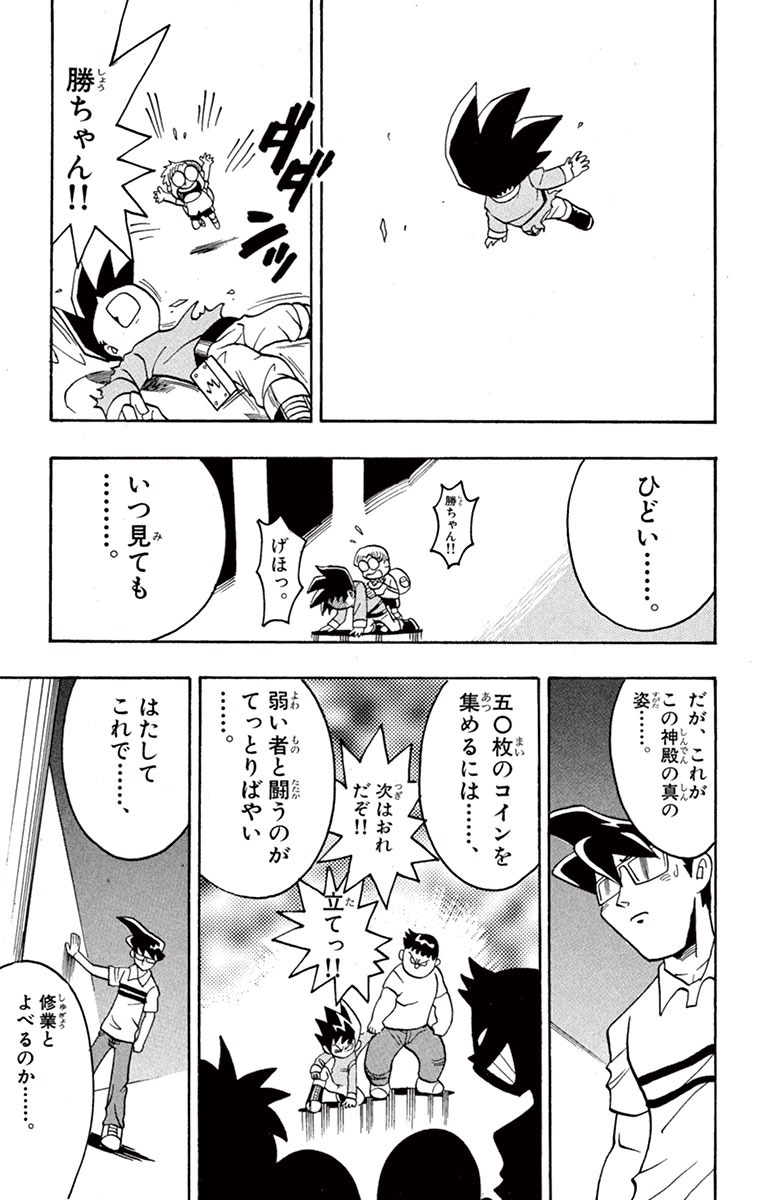 ダダンッ
勝ちゃん!!
ひどい……。
勝ちゃん!!
げほっ。
いつ見ても
……。
だが、これが
この神殿の真の
姿……。
五〇枚のコインを
集めるには……、
次はおれ
だぞ!!
立てっ!!
弱い者と闘うのが
てっとりばやい
……。
はたして
これで……、
修業と
よべるのか……。